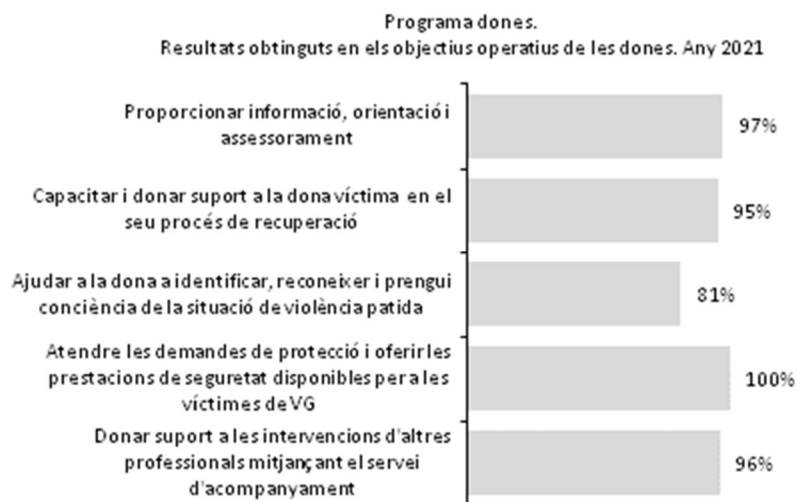 Programa dones.
Resultats obtinguts en els objectius operatius de les dones. Any 2021
Proporcionar informació, orientació i
assessorament
97%
Capacitar i donar suport a la dona víctima en el
seu procés de recuperació
95%
Ajudar a la dona a identificar, reconeixer i prengui
conciència de la situació de violència patida
81%
Atendre les demandes de protecció i oferir les
prestacions de seguretat disponibles per a les
víctimes de VG
100%
Donar suport a les intervencions d'altres
professionals mitjançant el servei
d'acompanyament
96%